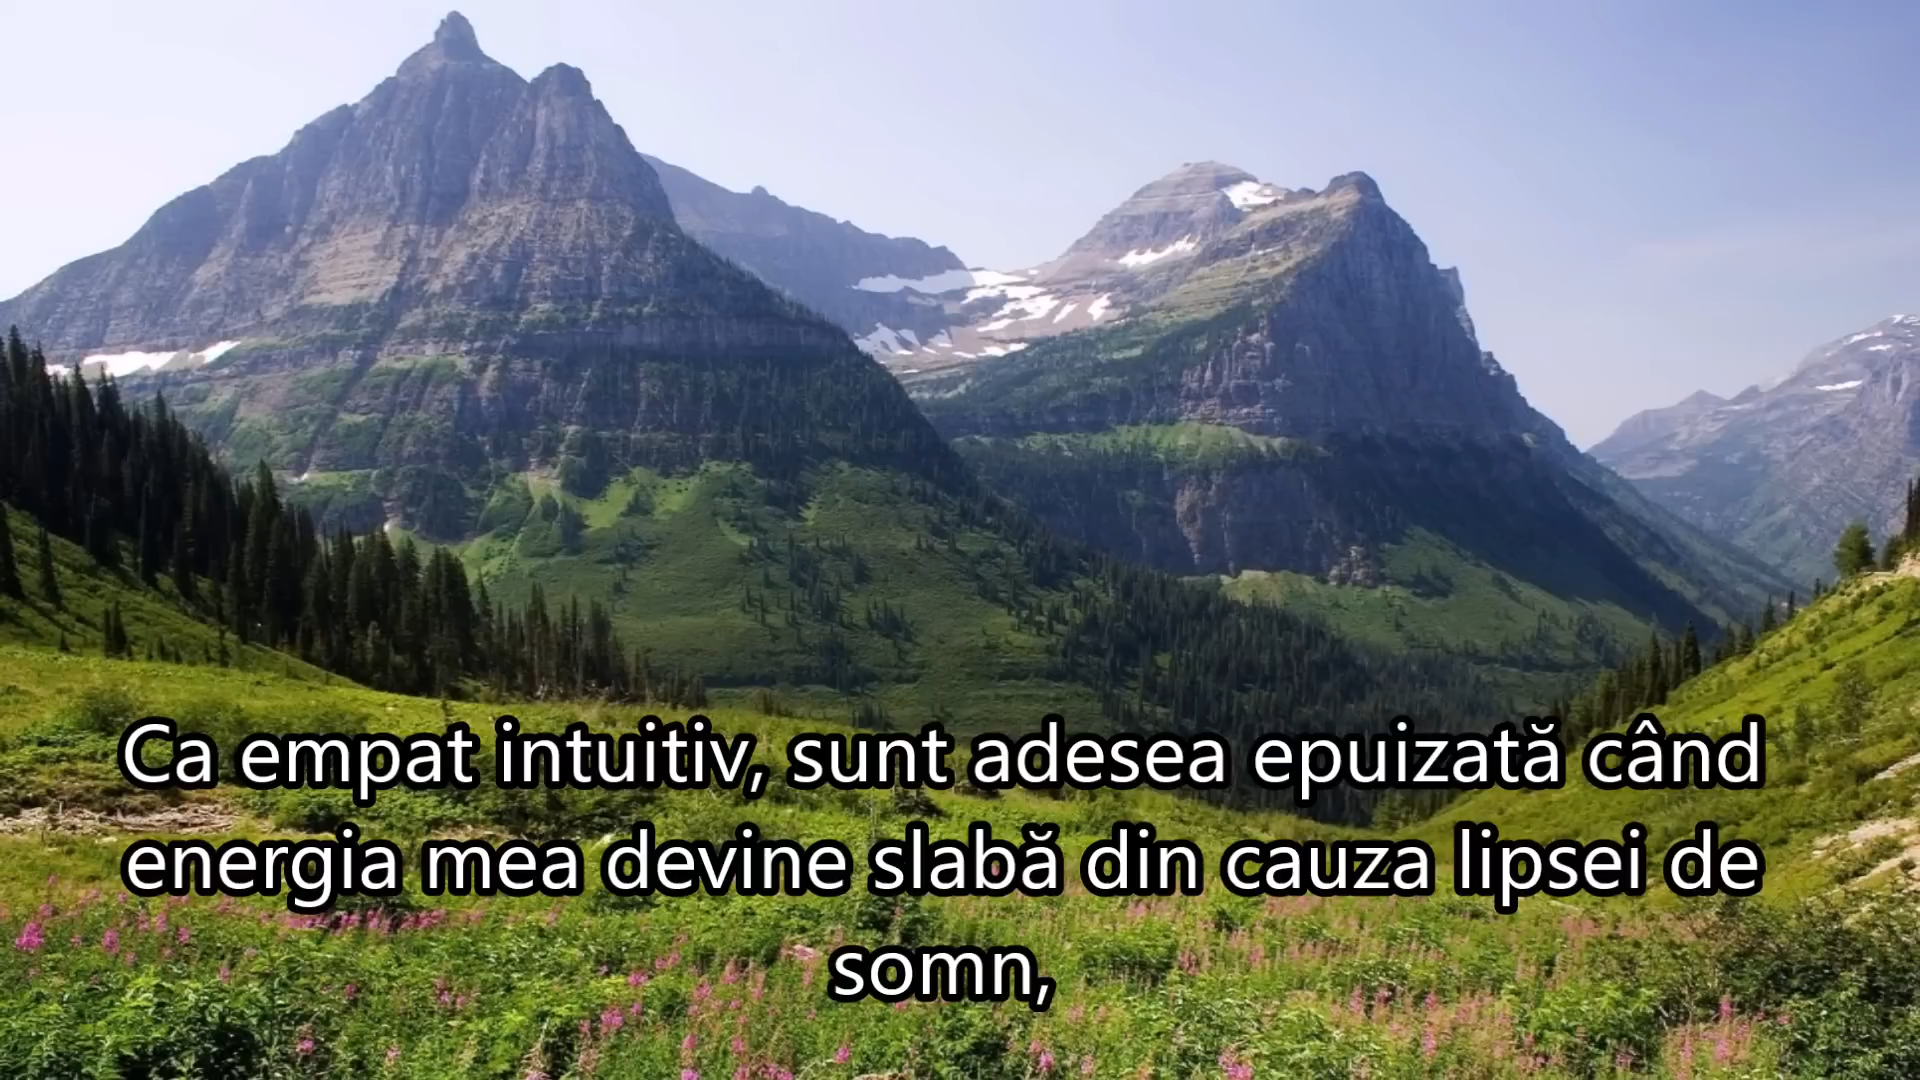 Ca empat intuitiv, sunt adesea epuizată când
energia mea devine slabă din cauza lipsei de
somn,